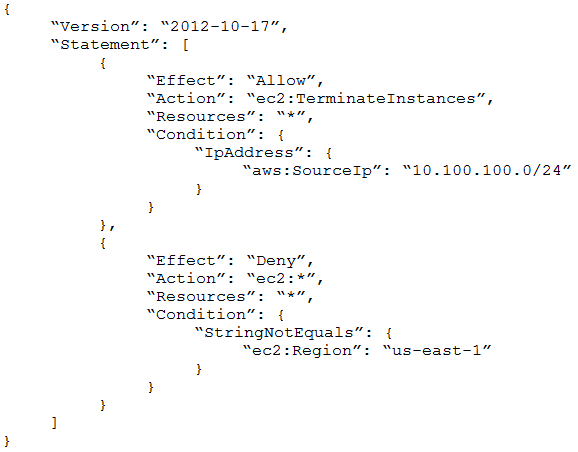 {
“Version”: “2012-10-17”,
“Statement”: [
{
“Effect”: “Allow”,
“Action”: “ec2:TerminateInstances”,
“Resources”: “*”,
“Condition”: {
“IpAddress”: {
“aws:SourceIp”: “10.100.100.0/24”
}
}
},
{
“Effect”: “Deny”,
“Action”: “ec2:*”,
“Resources”: “*”,
“Condition”: {
“StringNotEquals”: {
“ec2:Region”: “us-east-1”
}
}
}
]
}